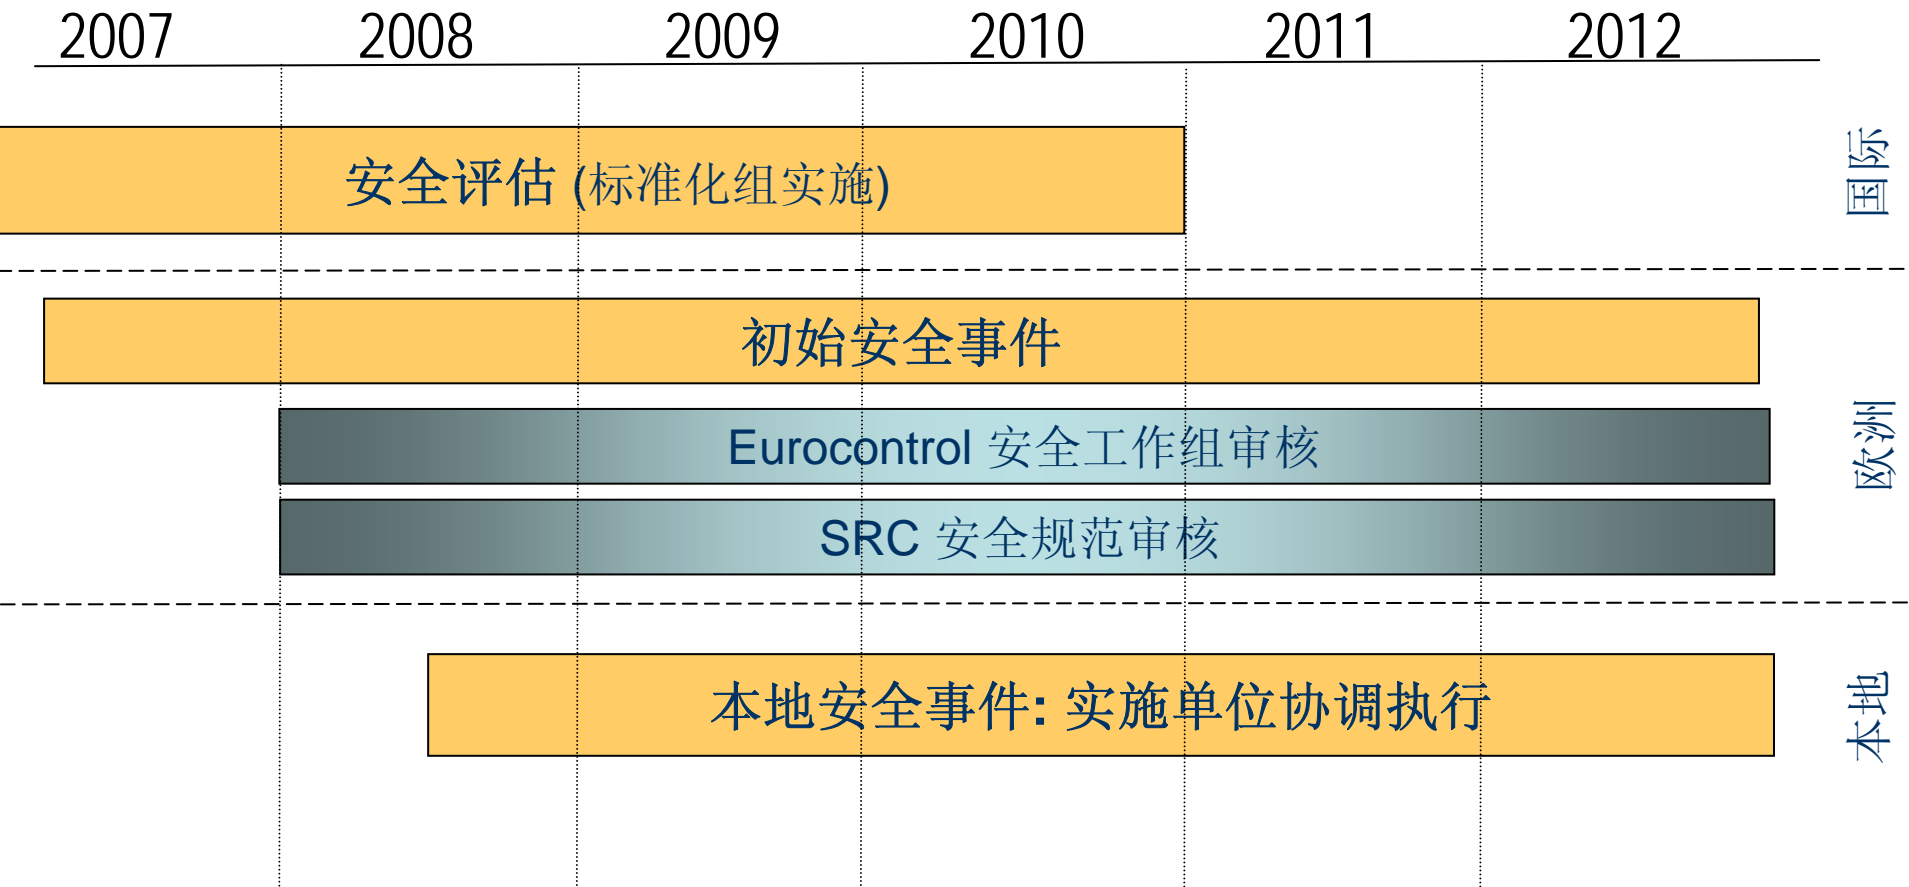 2007 2008 2009 2010 2011 2012
安全评估 (标准化组实施)
国际
初始安全事件
Eurocontrol 安全工作组审核
SRC 安全规范审核
欧洲
本地安全事件: 实施单位协调执行
本地